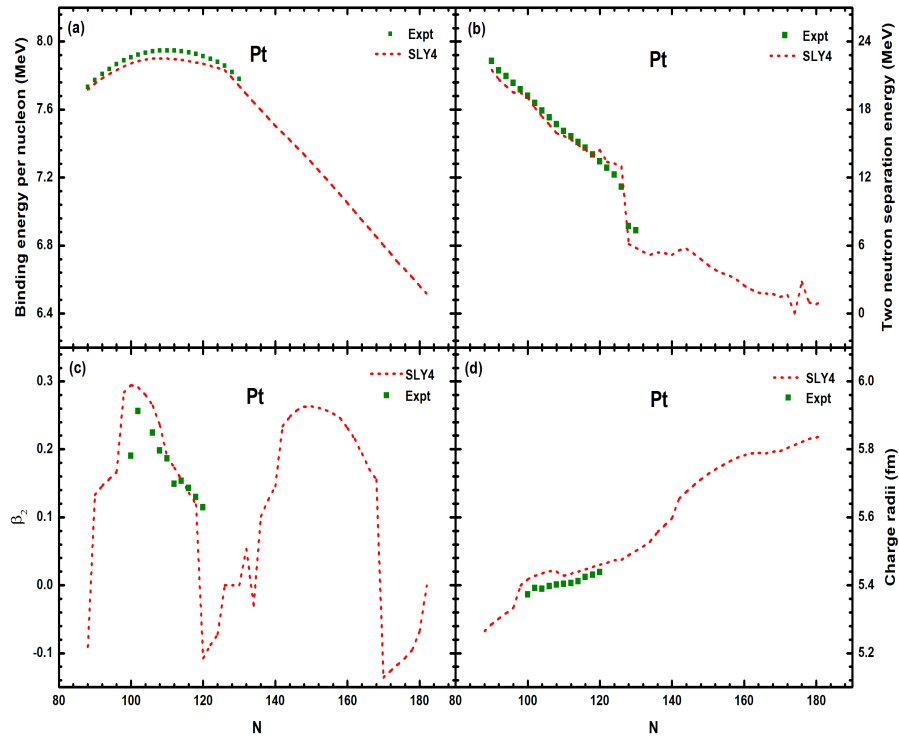 (a)
Expt
SLY4
Pt
Binding energy per nucleon (MeV)
8.0
7.6
7.2
6.8
6.4
(b)
Expt
SLY4
Pt
24
18
12
6
0
Two neutron separation energy (MeV)
(c)
SLY4
Expt
Pt
β2
0.3
0.2
0.1
0.0
-0.1
80
100
120
140
160
180
N
(d)
SLY4
Expt
Pt
6.0
5.8
5.6
5.4
5.2
Charge radii (fm)
80
100
120
140
160
180
N